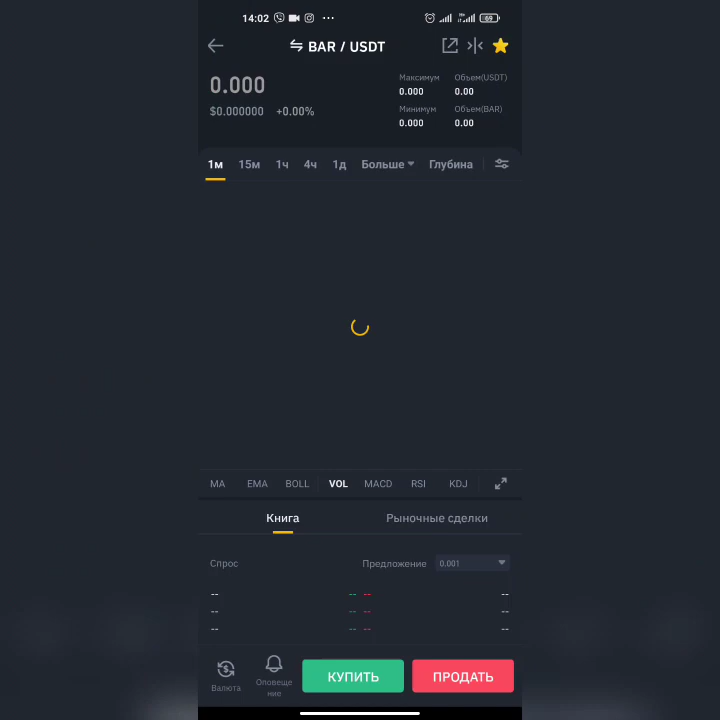 14:02
69
BAR / USDT
0.000
$0.000000 +0.00%
Максимум Объем(USDT)
0.000 0.00
Минимум Объем(BAR)
0.000 0.00
1м 15м 1ч 4ч 1д Больше Глубина
MA EMA BOLL VOL MACD RSI KDJ
Книга Рыночные сделки
Спрос Предложение 0.001
-- -- -- --
-- -- -- --
-- -- -- --
Валюта
Оповеще
ние
КУПИТЬ ПРОДАТЬ